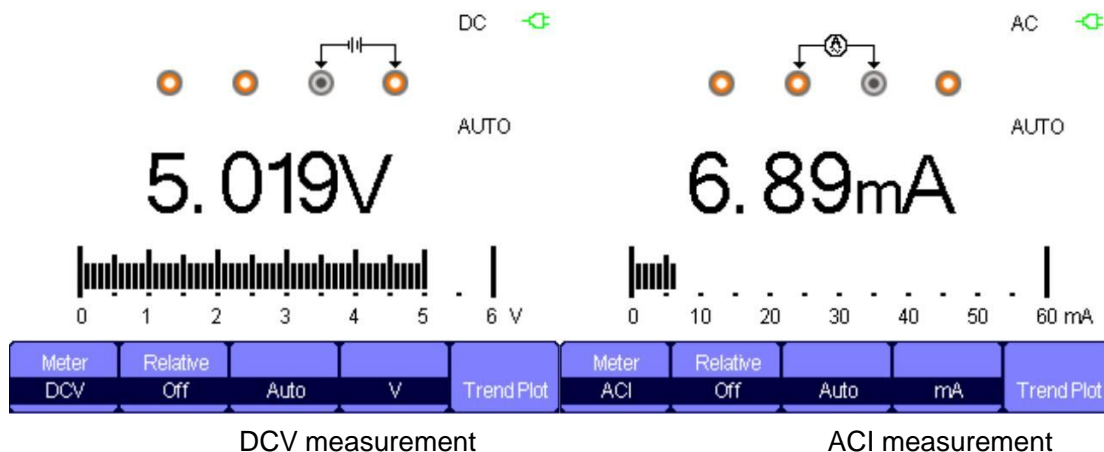 DC
AUTO
5.019V
0 1 2 3 4 5 6 V
Meter Relative
DCV Off Auto V Trend Plot
DCV measurement
AC
A
AUTO
6.89mA
0 10 20 30 40 50 60 mA
Meter Relative
ACI Off Auto mA Trend Plot
ACI measurement